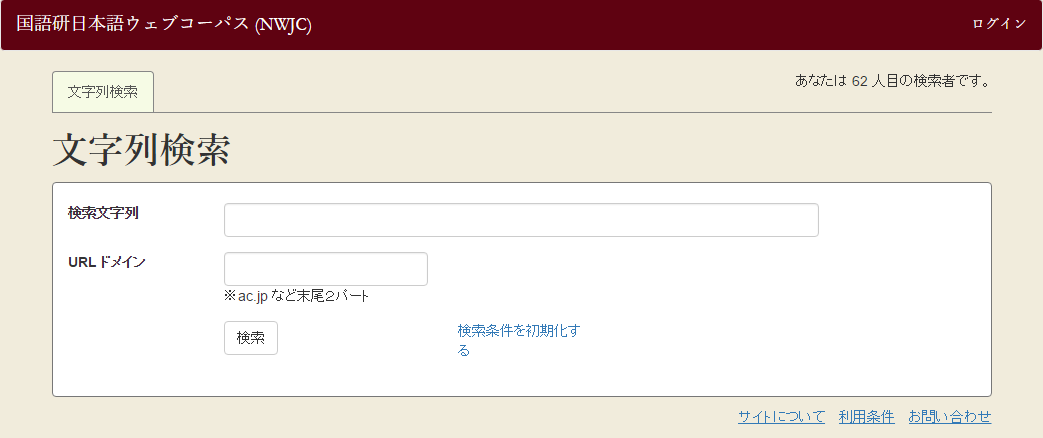 国語研日本語ウェブコーパス (NWJC)
ログイン
文字列検索
あなたは 62 人目の検索者です。
文字列検索
検索文字列
URL ドメイン
※ac.jp など末尾２パート
検索
検索条件を初期化す
る
サイトについて
利用条件
お問い合わせ